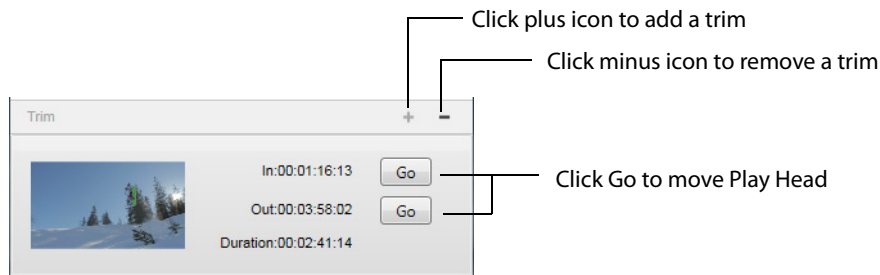 Click plus icon to add a trim
Click minus icon to remove a trim
Trim
In:00:01:16:13
Go
Click Go to move Play Head
Out:00:03:58:02
Go
Duration:00:02:41:14